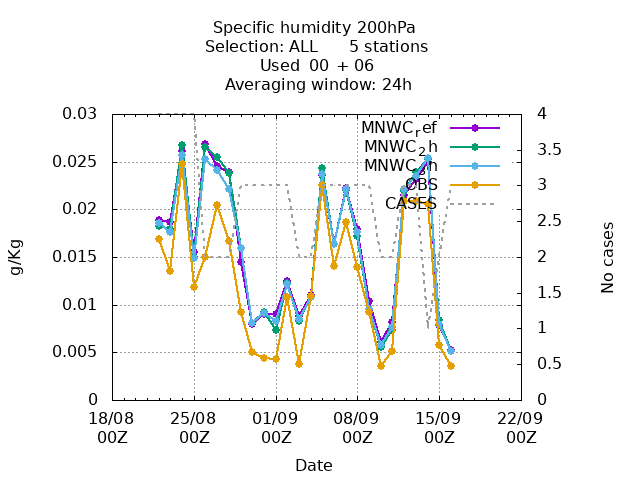 Specific humidity 200hPa
Selection: ALL      5 stations
Used  00 + 06
Averaging window: 24h
0.03
0.025
0.02
0.015
0.01
0.005
0
g/Kg
4
3.5
3
2.5
2
1.5
1
0.5
0
No cases
MNWC_ref
MNWC_2h
MNWC_3h
OBS
CASES
18/08 00Z
25/08 00Z
01/09 00Z
08/09 00Z
15/09 00Z
22/09 00Z
Date